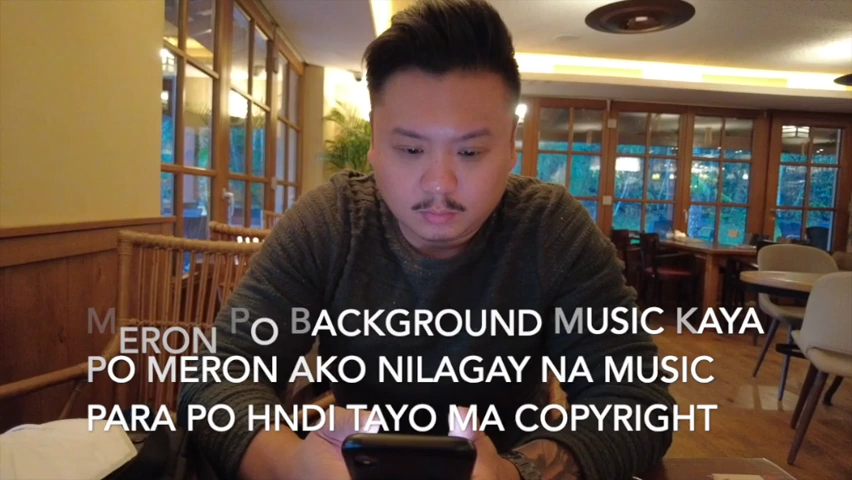 MERON PO BACKGROUND MUSIC KAYA
PO MERON AKO NILAGAY NA MUSIC
PARA PO HNDI TAYO MA COPYRIGHT